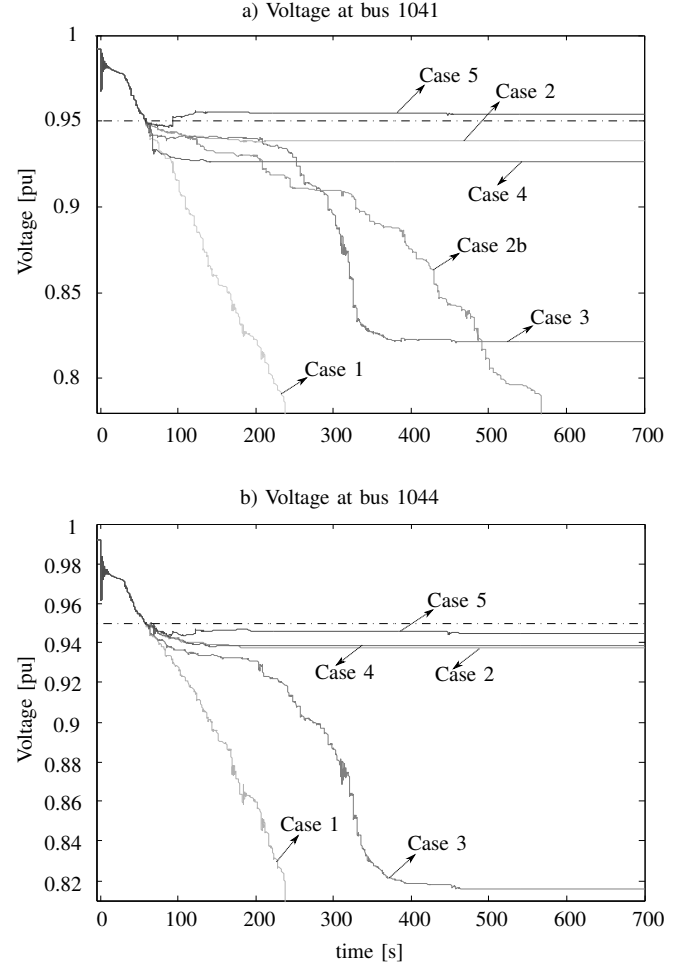 a) Voltage at bus 1041
1
0.95
0.9
0.85
0.8
Voltage [pu]
Case 5
Case 2
Case 4
Case 2b
Case 3
Case 1
0 100 200 300 400 500 600 700
b) Voltage at bus 1044
1
0.98
0.96
0.94
0.92
0.9
0.88
0.86
0.84
0.82
Voltage [pu]
Case 5
Case 4
Case 2
Case 1
Case 3
0 100 200 300 400 500 600 700
time [s]